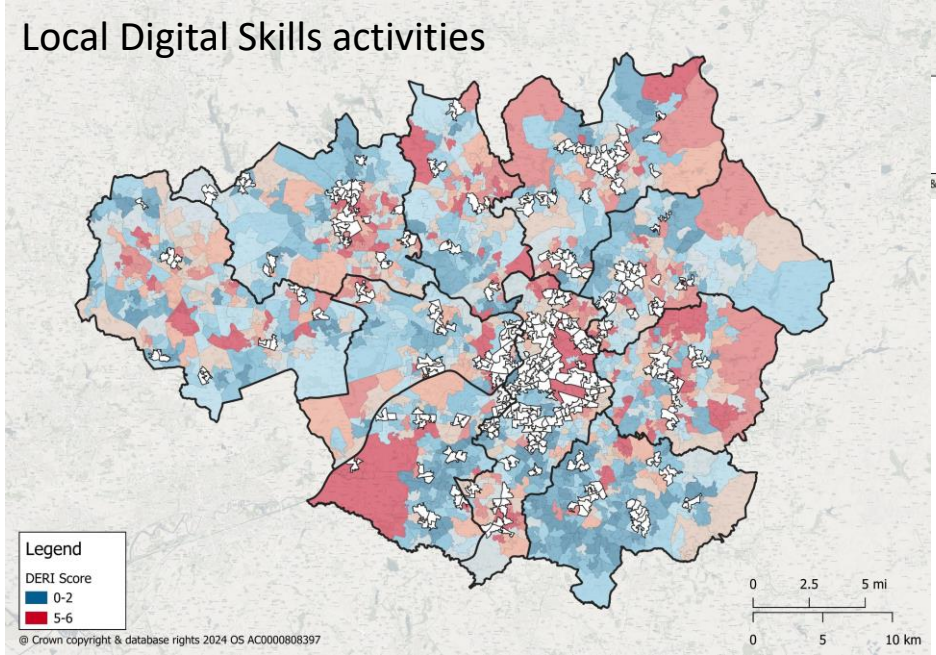 Local Digital Skills activities
&
Legend
DERI Score
0-2
5-6
0 2.5 5 mi
0 5 10 km
@ Crown copyright & database rights 2024 OS AC0000808397